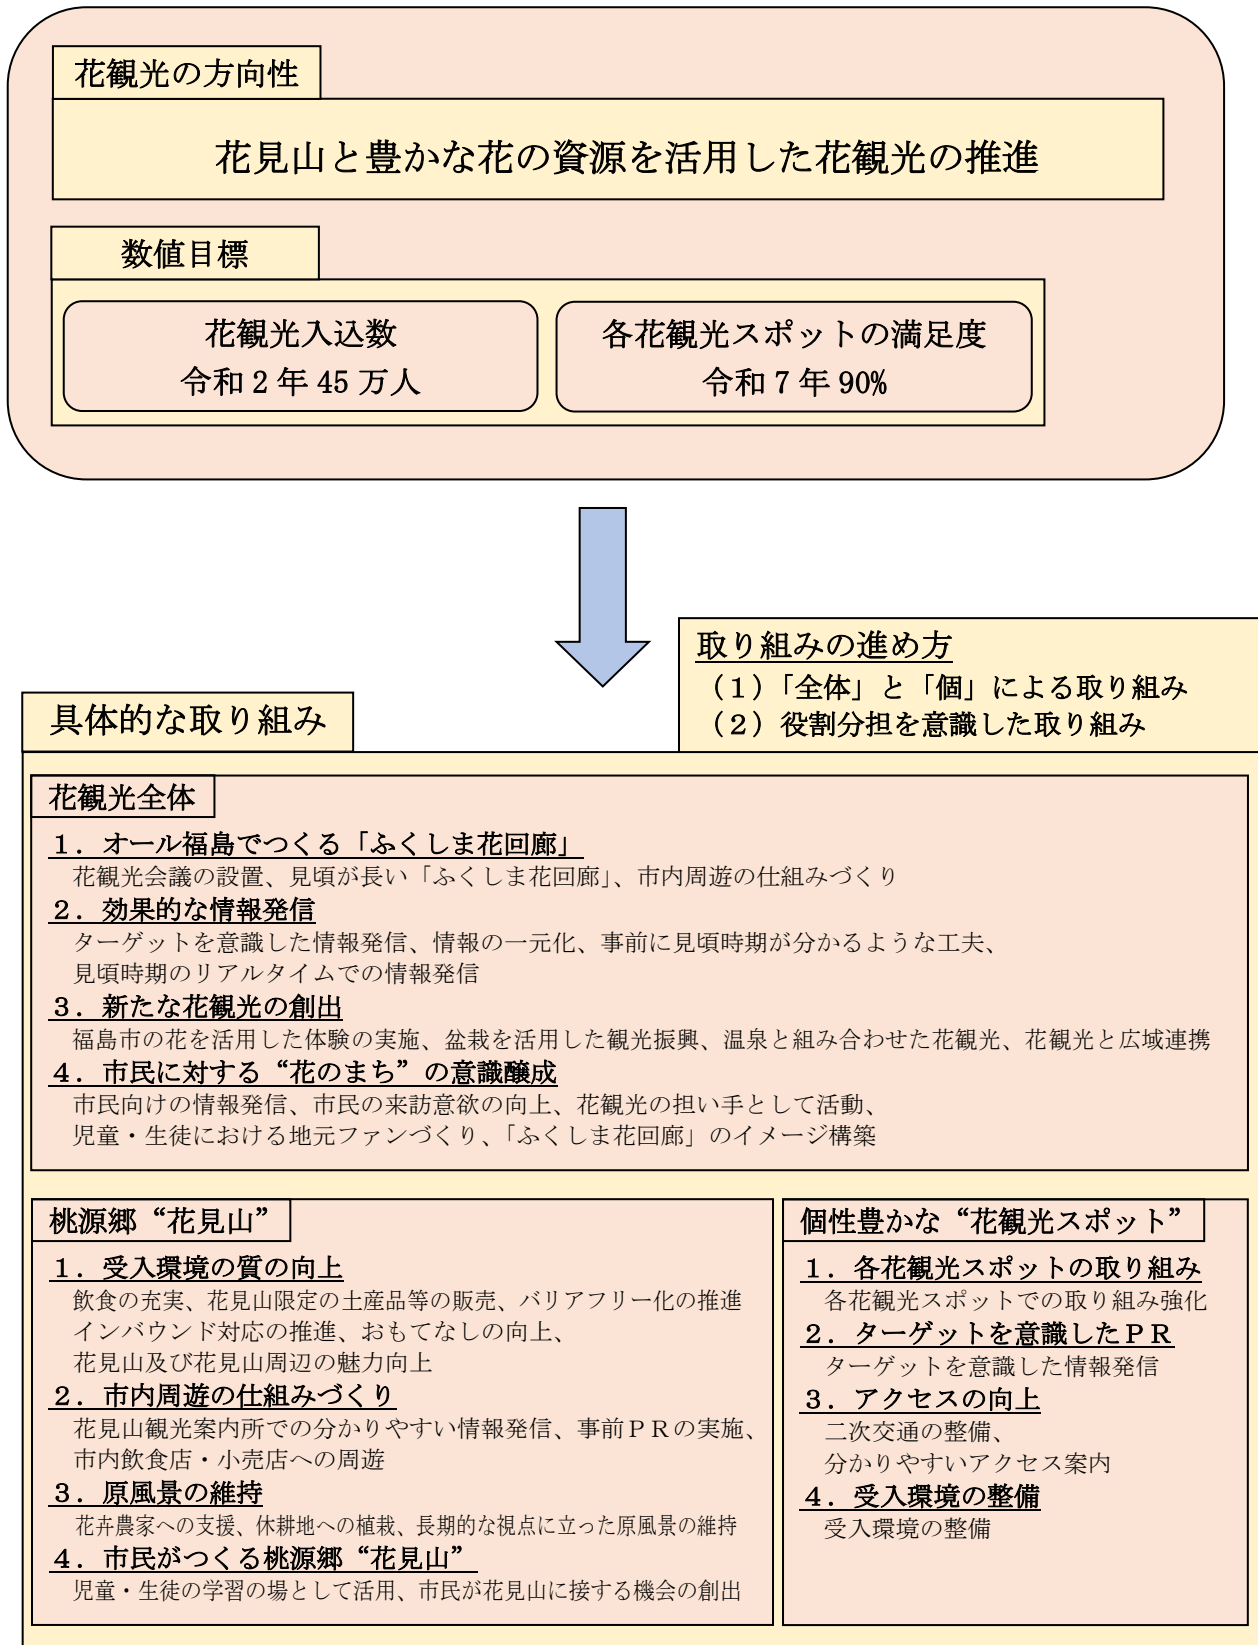 花観光の方向性
花見山と豊かな花の資源を活用した花観光の推進
数値目標
花観光入込数
令和2年45万人
各花観光スポットの満足度
令和7年90%
取り組みの進め方
（１）「全体」と「個」による取り組み
（２）役割分担を意識した取り組み
具体的な取り組み
花観光全体
１．オール福島でつくる「ふくしま花回廊」
花観光会議の設置、見頃が長い「ふくしま花回廊」、市内周遊の仕組みづくり
２．効果的な情報発信
ターゲットを意識した情報発信、情報の一元化、事前に見頃時期が分かるような工夫、
見頃時期のリアルタイムでの情報発信
３．新たな花観光の創出
福島市の花を活用した体験の実施、盆栽を活用した観光振興、温泉と組み合わせた花観光、花観光と広域連携
４．市民に対する“花のまち”の意識醸成
市民向けの情報発信、市民の来訪意欲の向上、花観光の担い手として活動、
児童・生徒における地元ファンづくり、「ふくしま花回廊」のイメージ構築
桃源郷“花見山”
１．受入環境の質の向上
飲食の充実、花見山限定の土産品等の販売、バリアフリー化の推進
インバウンド対応の推進、おもてなしの向上、
花見山及び花見山周辺の魅力向上
２．市内周遊の仕組みづくり
花見山観光案内所での分かりやすい情報発信、事前ＰＲの実施、
市内飲食店・小売店への周遊
３．原風景の維持
花卉農家への支援、休耕地への植栽、長期的な視点に立った原風景の維持
４．市民がつくる桃源郷“花見山”
児童・生徒の学習の場として活用、市民が花見山に接する機会の創出
個性豊かな“花観光スポット”
１．各花観光スポットの取り組み
各花観光スポットでの取り組み強化
２．ターゲットを意識したＰＲ
ターゲットを意識した情報発信
３．アクセスの向上
二次交通の整備、
分かりやすいアクセス案内
４．受入環境の整備
受入環境の整備